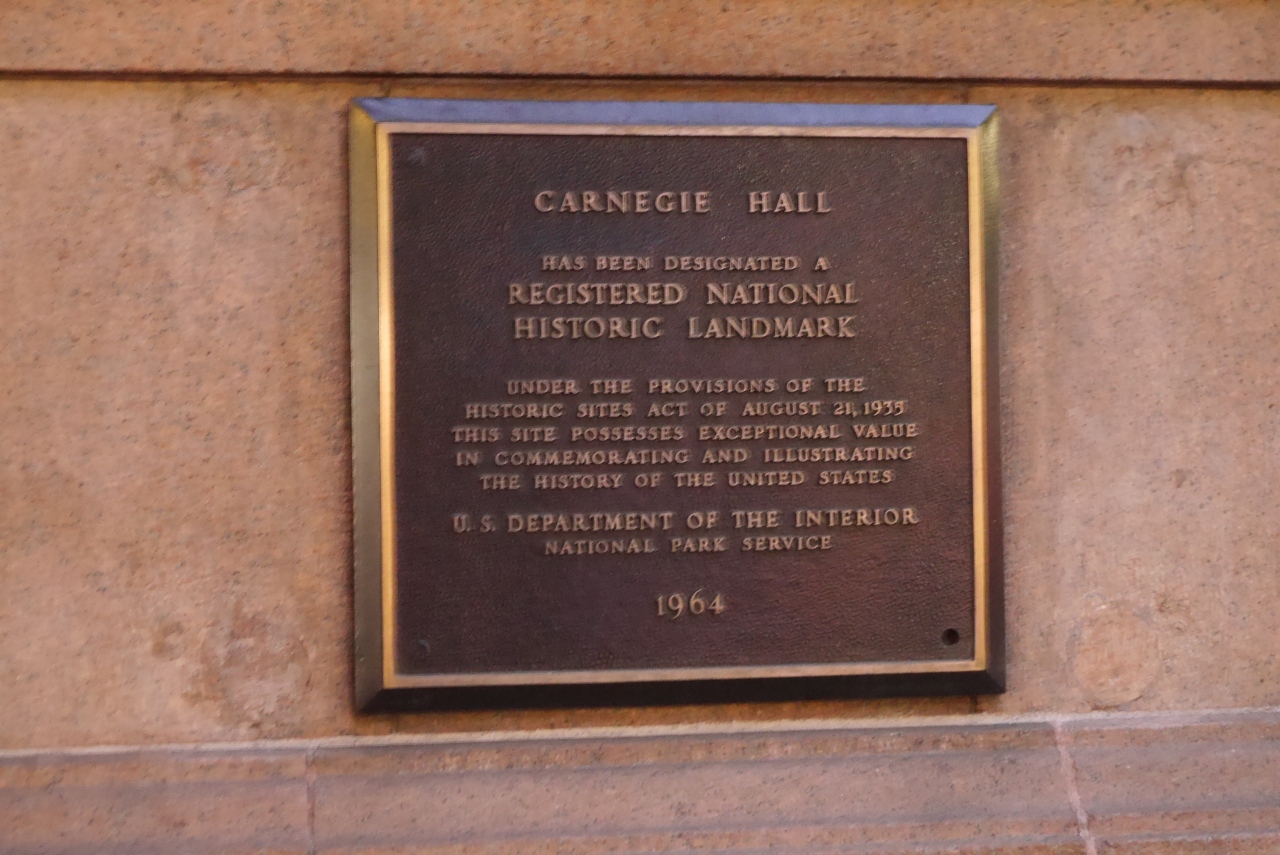 CARNEGIE HALL
HAS BEEN DESIGNATED A
REGISTERED NATIONAL
HISTORIC LANDMARK
UNDER THE PROVISIONS OF THE
HISTORIC SITES ACT OF AUGUST 21, 1935
THIS SITE POSSESSES EXCEPTIONAL VALUE
IN COMMEMORATING AND ILLUSTRATING
THE HISTORY OF THE UNITED STATES
U. S. DEPARTMENT OF THE INTERIOR
NATIONAL PARK SERVICE
1964